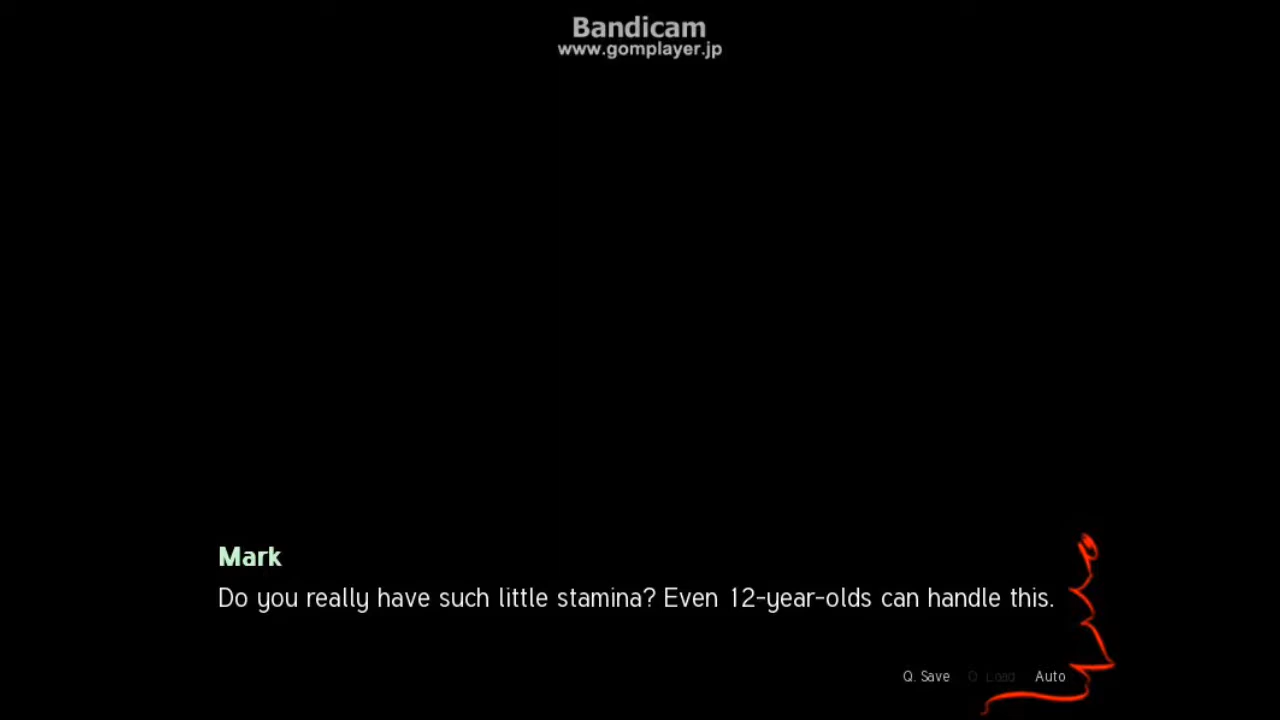 Bandicam
www.gomplayer.jp
Mark
Do you really have such little stamina? Even 12-year-olds can handle this.
Q. Save Q. Load Auto